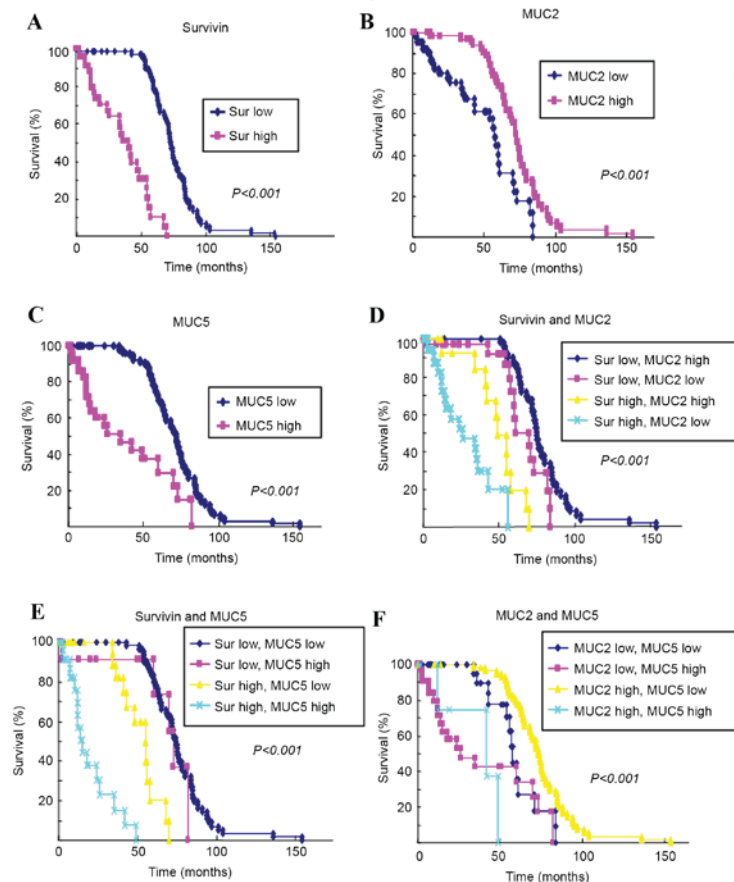 A
Survivin
100
80
60
40
20
Survival (%)
Sur low
Sur high
P<0.001
0
50
100
150
Time (months)
B
MUC2
100
80
60
40
20
Survival (%)
MUC2 low
MUC2 high
P<0.001
0
50
100
150
Time (months)
C
MUC5
100
80
60
40
20
Survival (%)
MUC5 low
MUC5 high
P<0.001
0
50
100
150
Time (months)
D
Survivin and MUC2
100
80
60
40
20
Survival (%)
Sur low, MUC2 high
Sur low, MUC2 low
Sur high, MUC2 high
Sur high, MUC2 low
P<0.001
0
50
100
150
Time (months)
E
Survivin and MUC5
100
80
60
40
20
Survival (%)
Sur low, MUC5 low
Sur low, MUC5 high
Sur high, MUC5 low
Sur high, MUC5 high
P<0.001
0
50
100
150
Time (months)
F
MUC2 and MUC5
100
80
60
40
20
Survival (%)
MUC2 low, MUC5 low
MUC2 low, MUC5 high
MUC2 high, MUC5 low
MUC2 high, MUC5 high
P<0.001
0
50
100
150
Time (months)